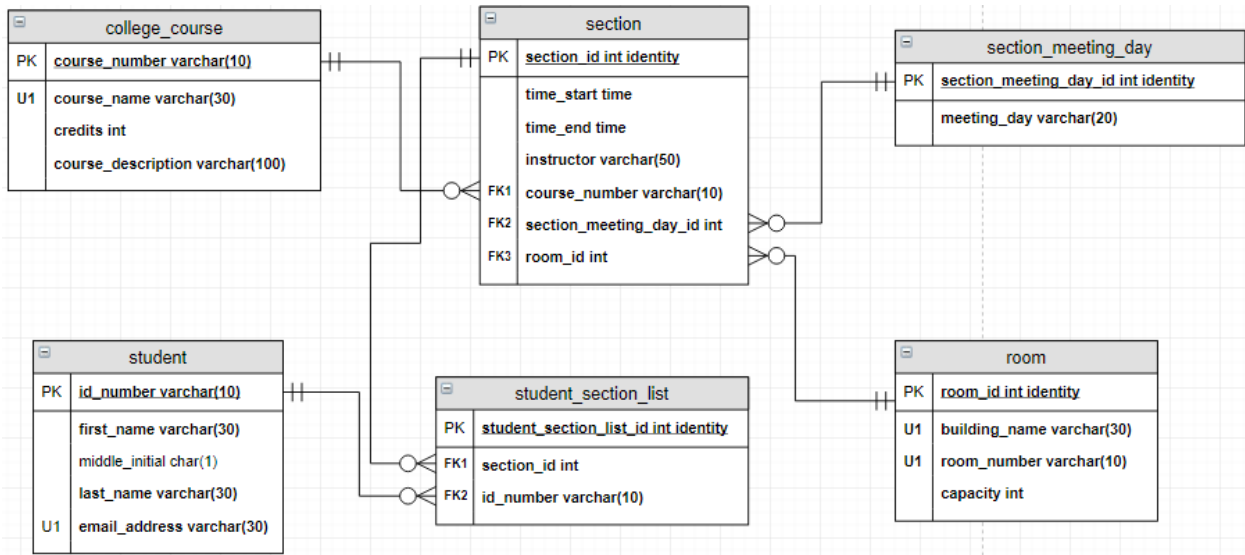 college_course
PK course_number varchar(10)
U1 course_name varchar(30)
credits int
course_description varchar(100)
section
PK section_id int identity
time_start time
time_end time
instructor varchar(50)
FK1 course_number varchar(10)
FK2 section_meeting_day_id int
FK3 room_id int
section_meeting_day
PK section_meeting_day_id int identity
meeting_day varchar(20)
student
PK id_number varchar(10)
first_name varchar(30)
middle_initial char(1)
last_name varchar(30)
U1 email_address varchar(30)
student_section_list
PK student_section_list_id int identity
FK1 section_id int
FK2 id_number varchar(10)
room
PK room_id int identity
U1 building_name varchar(30)
U1 room_number varchar(10)
capacity int